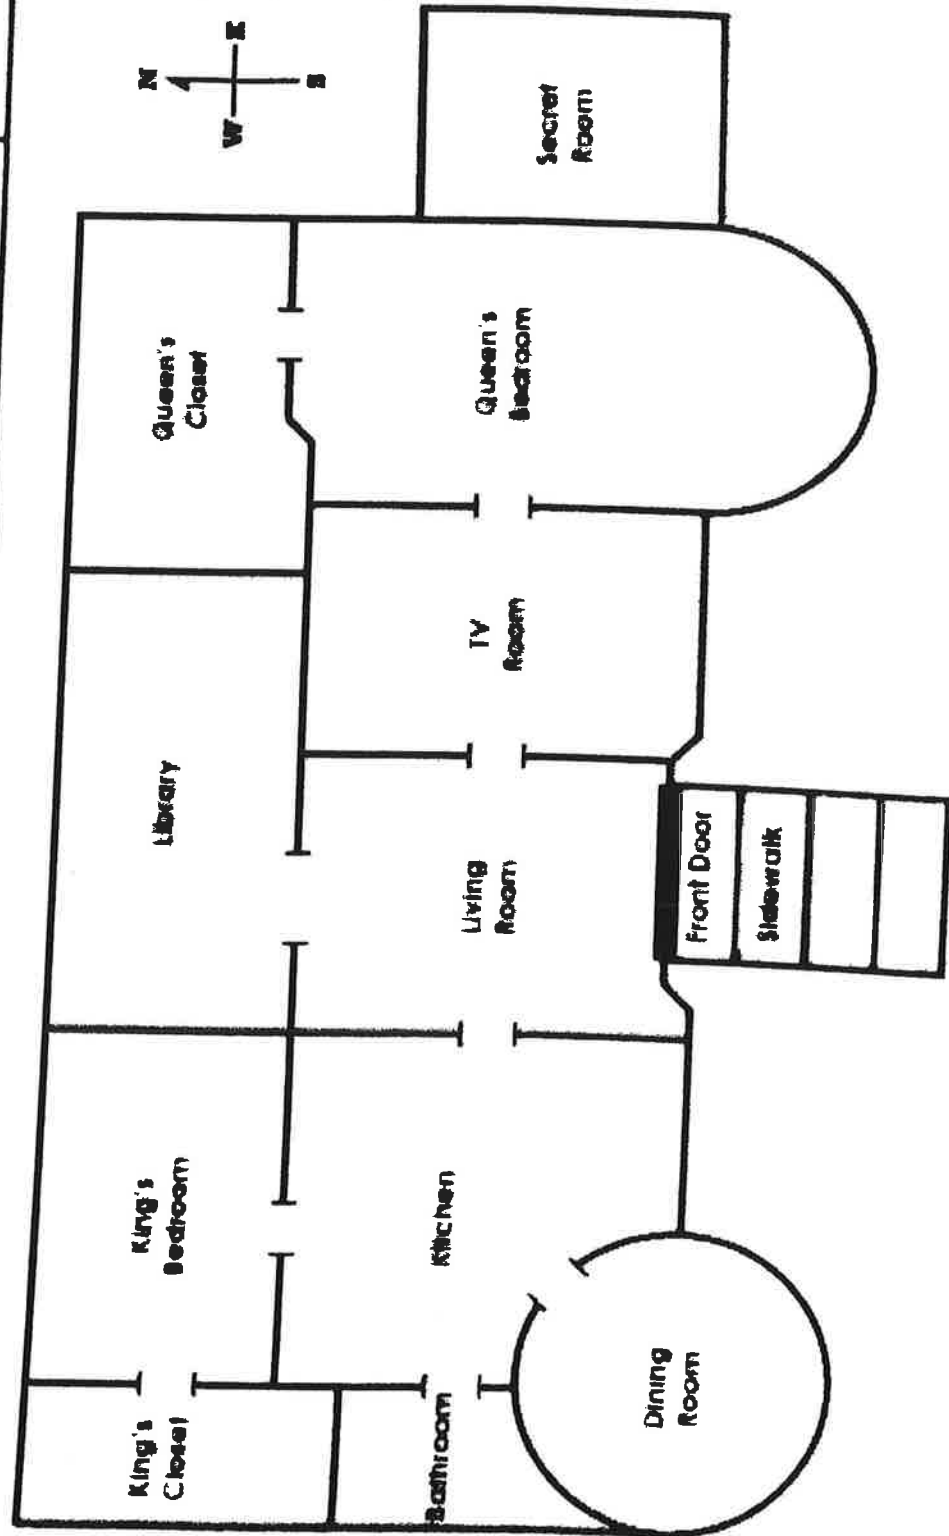 N
W
E
S
King's
Closet
King's
Bedroom
Library
Queen's
Closet
Bathroom
Kitchen
Living
Room
TV
Room
Queen's
Bedroom
Secret
Room
Dining
Room
Front Door
Sidewalk